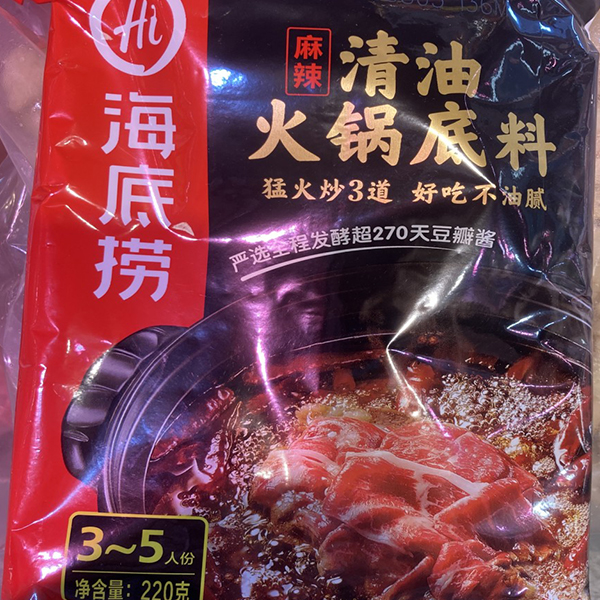 Hi
海底捞
麻辣
清油
火锅底料
猛火炒3道 好吃不油腻
严选全程发酵超270天豆瓣酱
3~5人份
净含量：220克